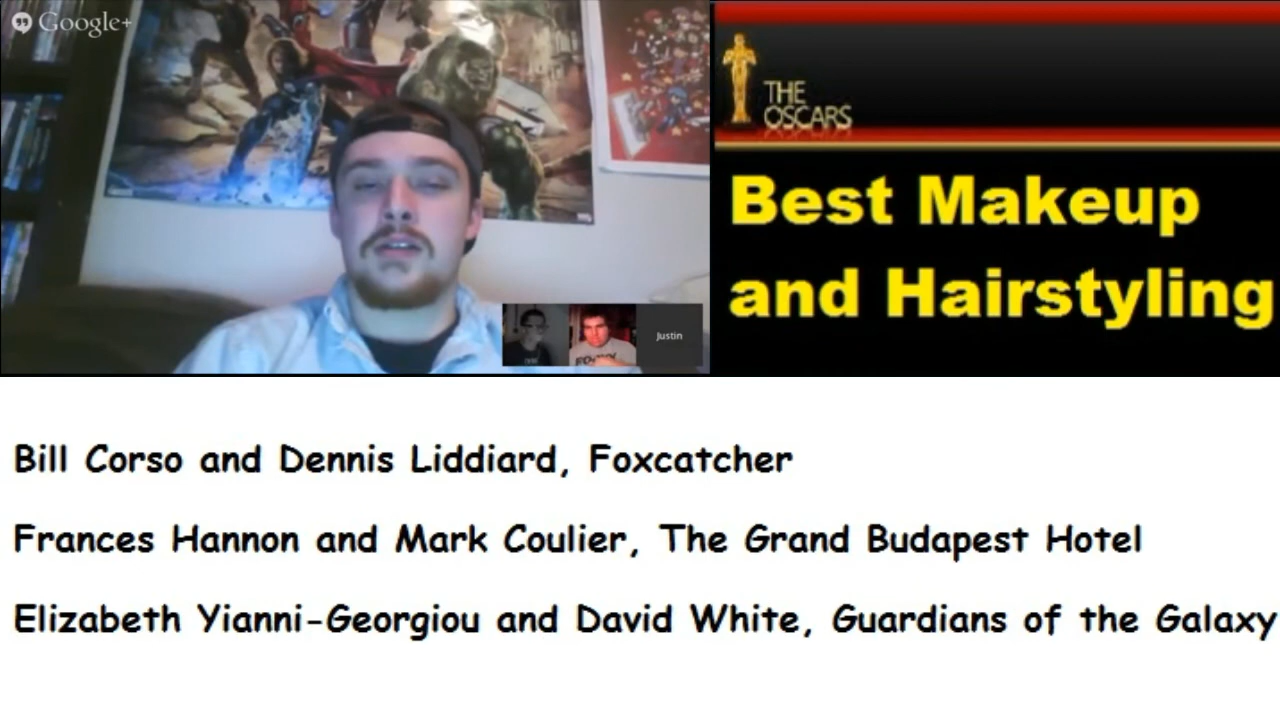 Google+
THE
OSCARS
Best Makeup
and Hairstyling
Justin
Bill Corso and Dennis Liddiard, Foxcatcher
Frances Hannon and Mark Coulier, The Grand Budapest Hotel
Elizabeth Yianni-Georgiou and David White, Guardians of the Galaxy